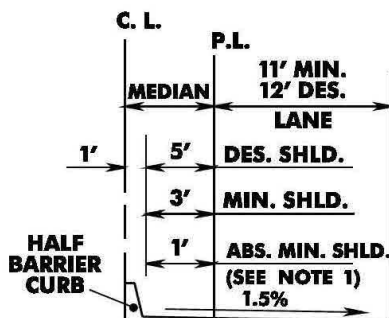 C. L.
P.L.
MEDIAN
11' MIN.
12' DES.
LANE
1'
5'
DES. SHLD.
3'
MIN. SHLD.
1'
ABS. MIN. SHLD.
(SEE NOTE 1)
HALF
BARRIER
CURB
1.5%